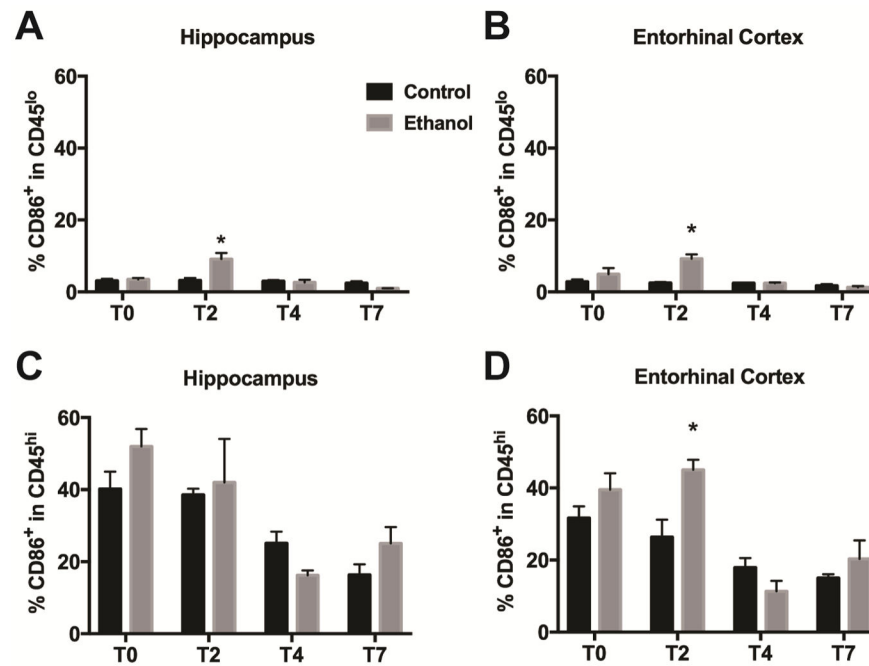 A
Hippocampus
% CD86⁺ in CD45ˡᵒ
60
40
20
0
*
T0 T2 T4 T7
Control
Ethanol
B
Entorhinal Cortex
% CD86⁺ in CD45ˡᵒ
60
40
20
0
*
T0 T2 T4 T7
C
Hippocampus
% CD86⁺ in CD45ʰⁱ
60
40
20
0
T0 T2 T4 T7
D
Entorhinal Cortex
% CD86⁺ in CD45ʰⁱ
60
40
20
0
*
T0 T2 T4 T7